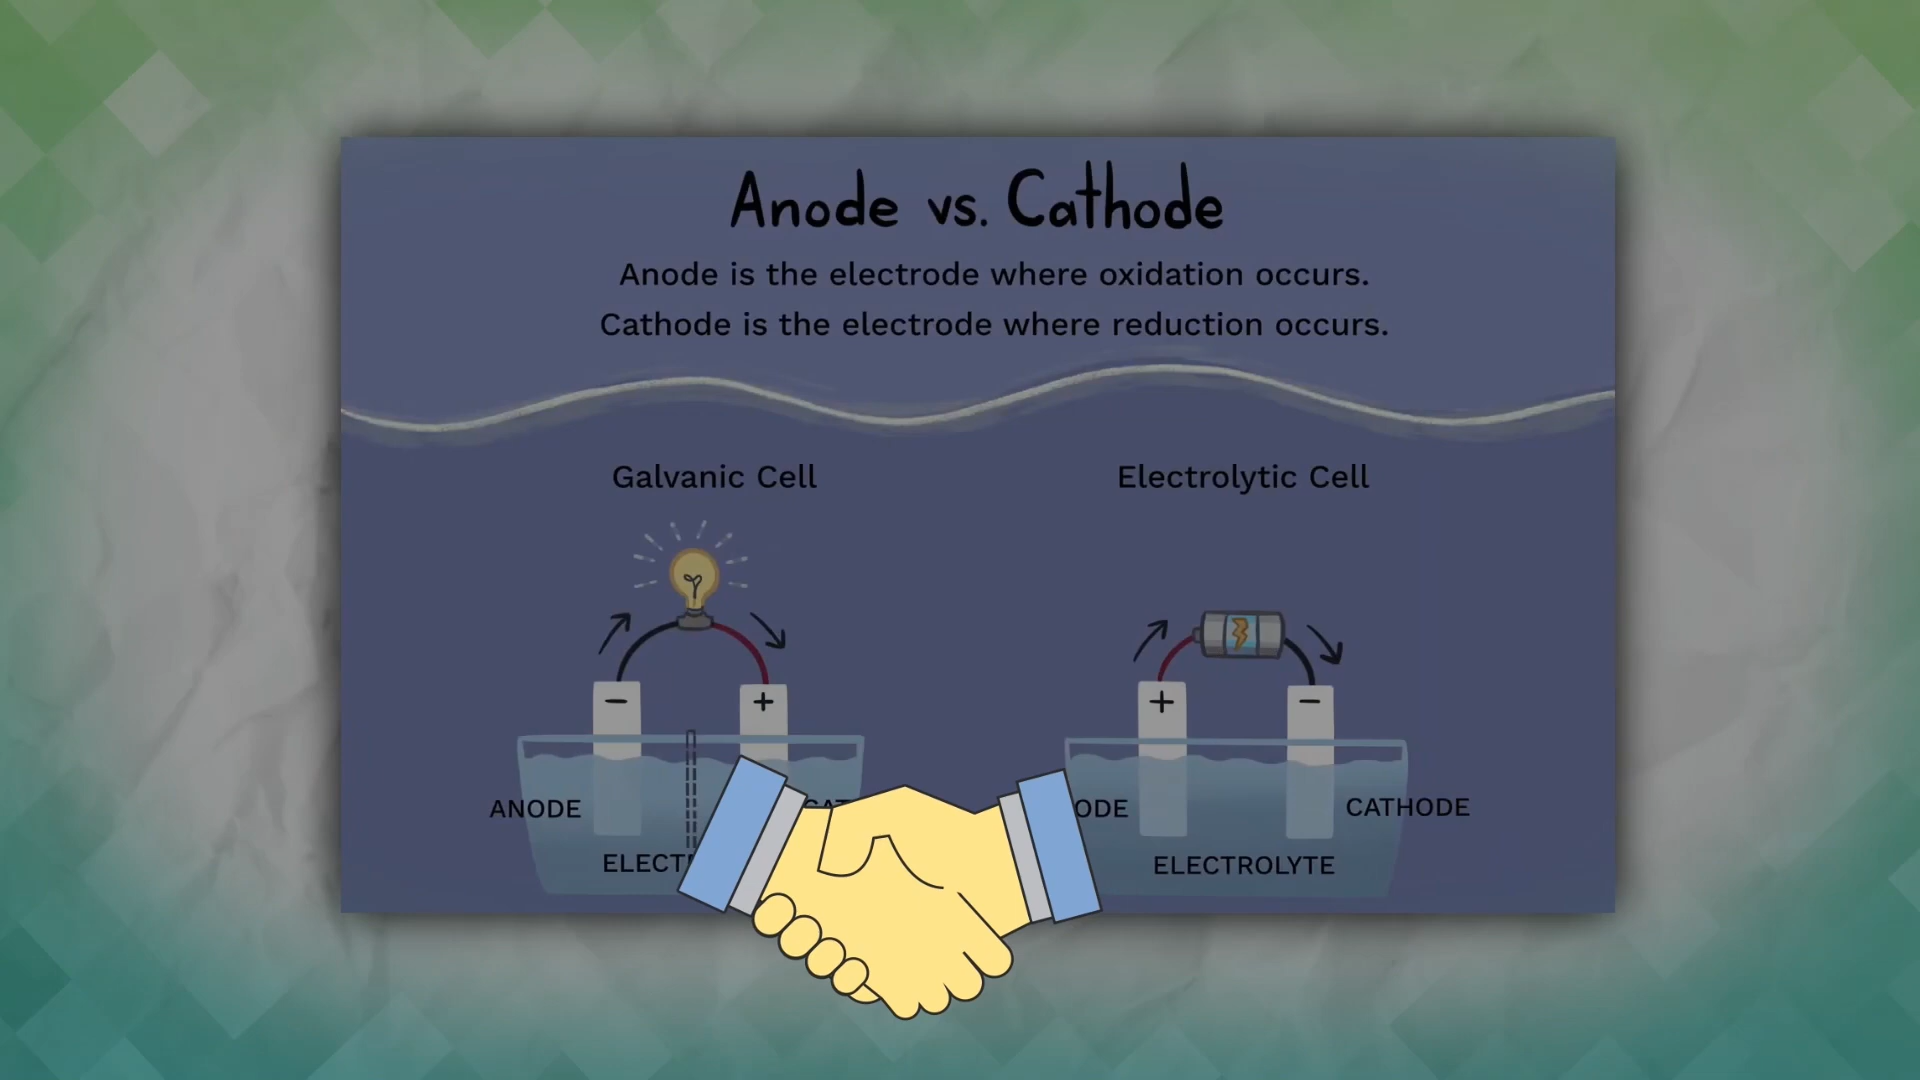 Anode vs. Cathode
Anode is the electrode where oxidation occurs.
Cathode is the electrode where reduction occurs.
Galvanic Cell
Electrolytic Cell
− +
+ −
ANODE
CATHODE
ELECTROLYTE